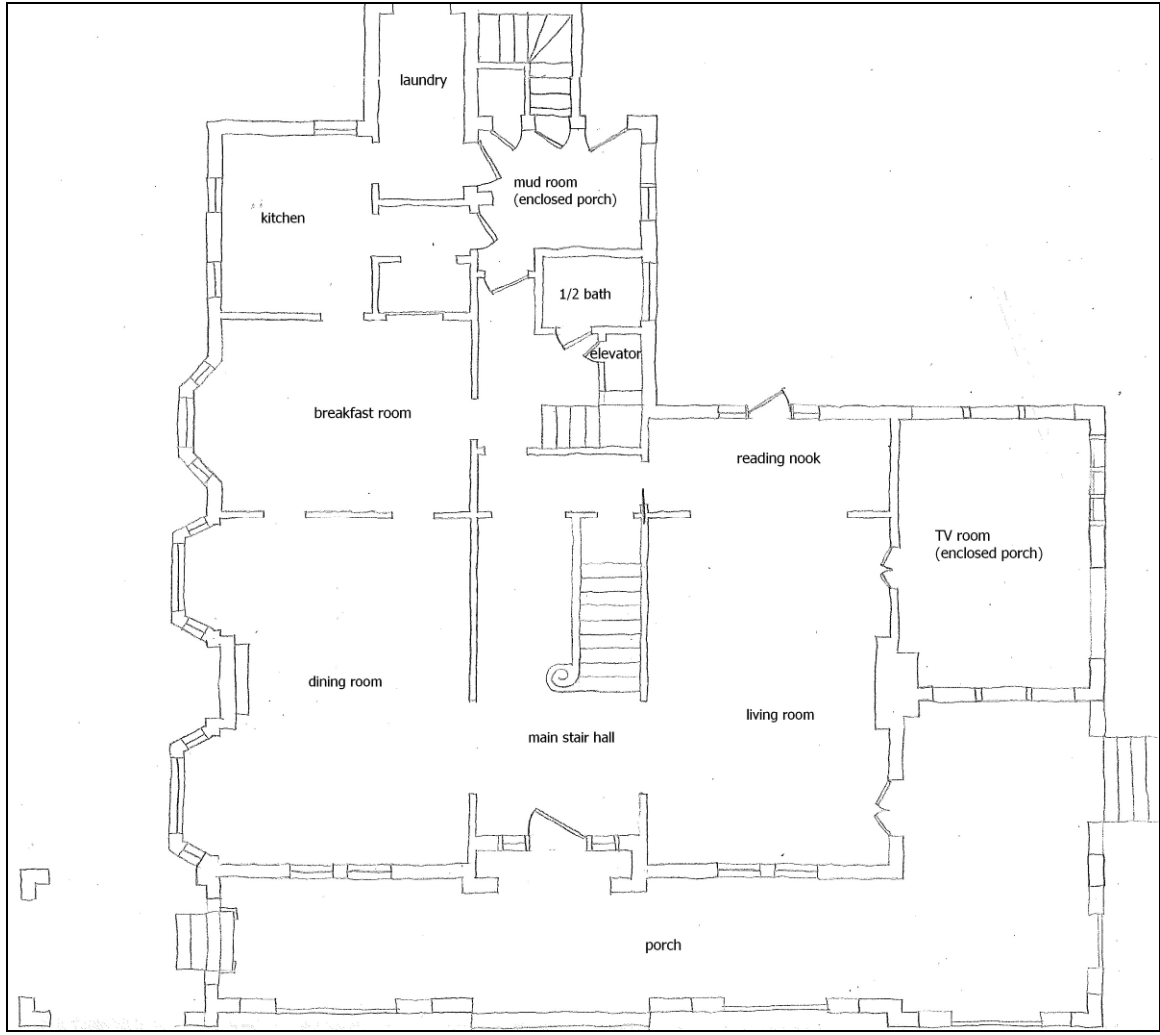 laundry
mud room
(enclosed porch)
kitchen
1/2 bath
elevator
breakfast room
reading nook
TV room
(enclosed porch)
dining room
living room
main stair hall
porch